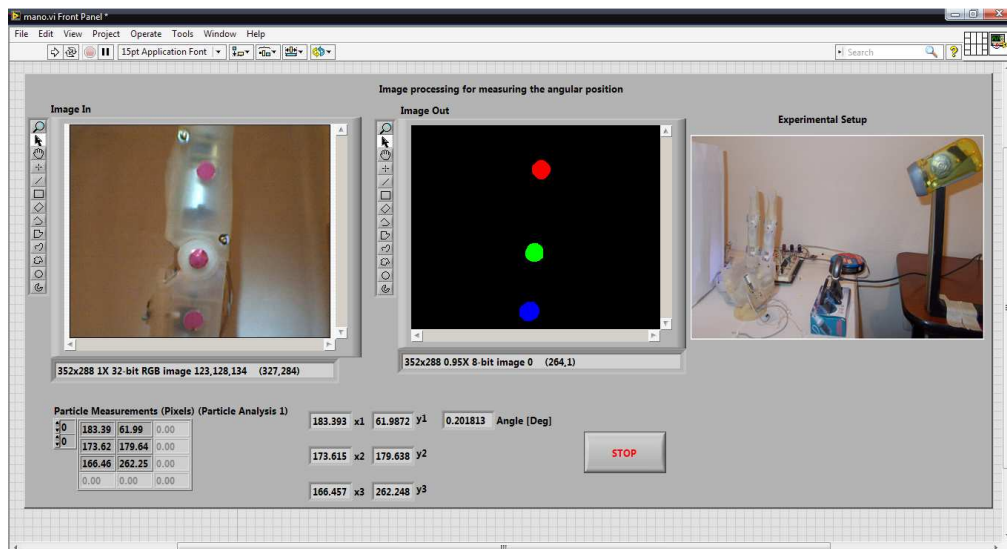 mano.vi Front Panel *
File Edit View Project Operate Tools Window Help
15pt Application Font
Search
Image processing for measuring the angular position
Image In
Image Out
Experimental Setup
352x288 1X 32-bit RGB image 123,128,134 (327,284)
352x288 0.95X 8-bit image 0 (264,1)
Particle Measurements (Pixels) (Particle Analysis 1)
0
0
183.39 61.99 0.00
173.62 179.64 0.00
166.46 262.25 0.00
0.00 0.00 0.00
183.393 x1 61.9872 y1 0.201813 Angle [Deg]
173.615 x2 179.638 y2
166.457 x3 262.248 y3
STOP